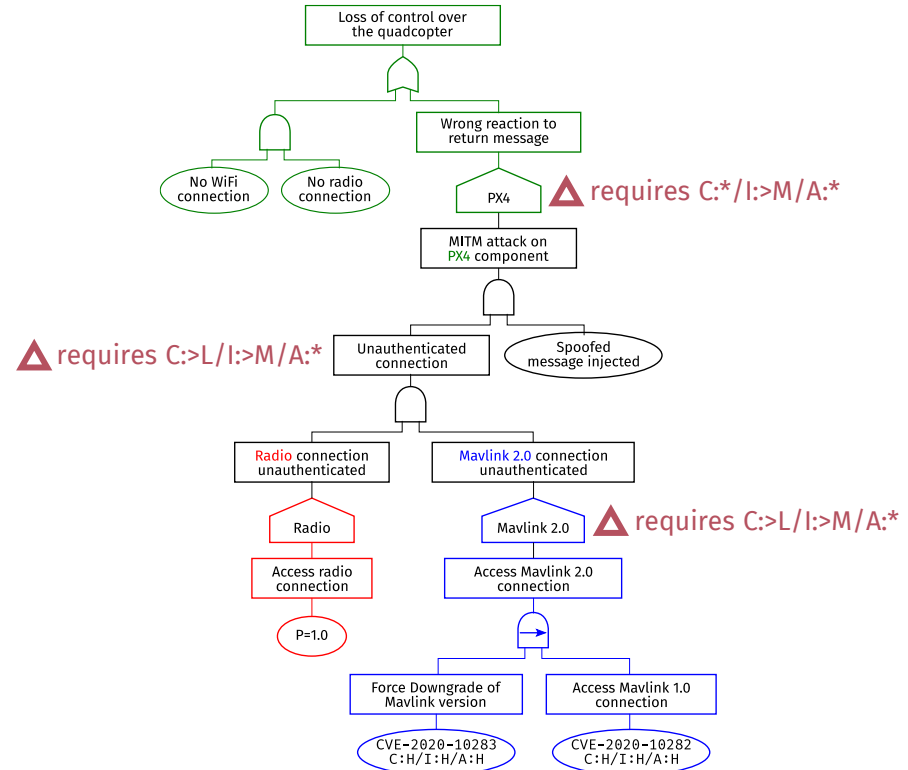 Loss of control over
the quadcopter
Wrong reaction to
return message
No WiFi
connection
No radio
connection
PX4
requires C:*/I:>M/A:*
MITM attack on
PX4 component
requires C:>L/I:>M/A:*
Unauthenticated
connection
Spoofed
message injected
Radio connection
unauthenticated
Mavlink 2.0 connection
unauthenticated
Radio
Mavlink 2.0
requires C:>L/I:>M/A:*
Access radio
connection
Access Mavlink 2.0
connection
P=1.0
Force Downgrade of
Mavlink version
Access Mavlink 1.0
connection
CVE-2020-10283
C:H/I:H/A:H
CVE-2020-10282
C:H/I:H/A:H